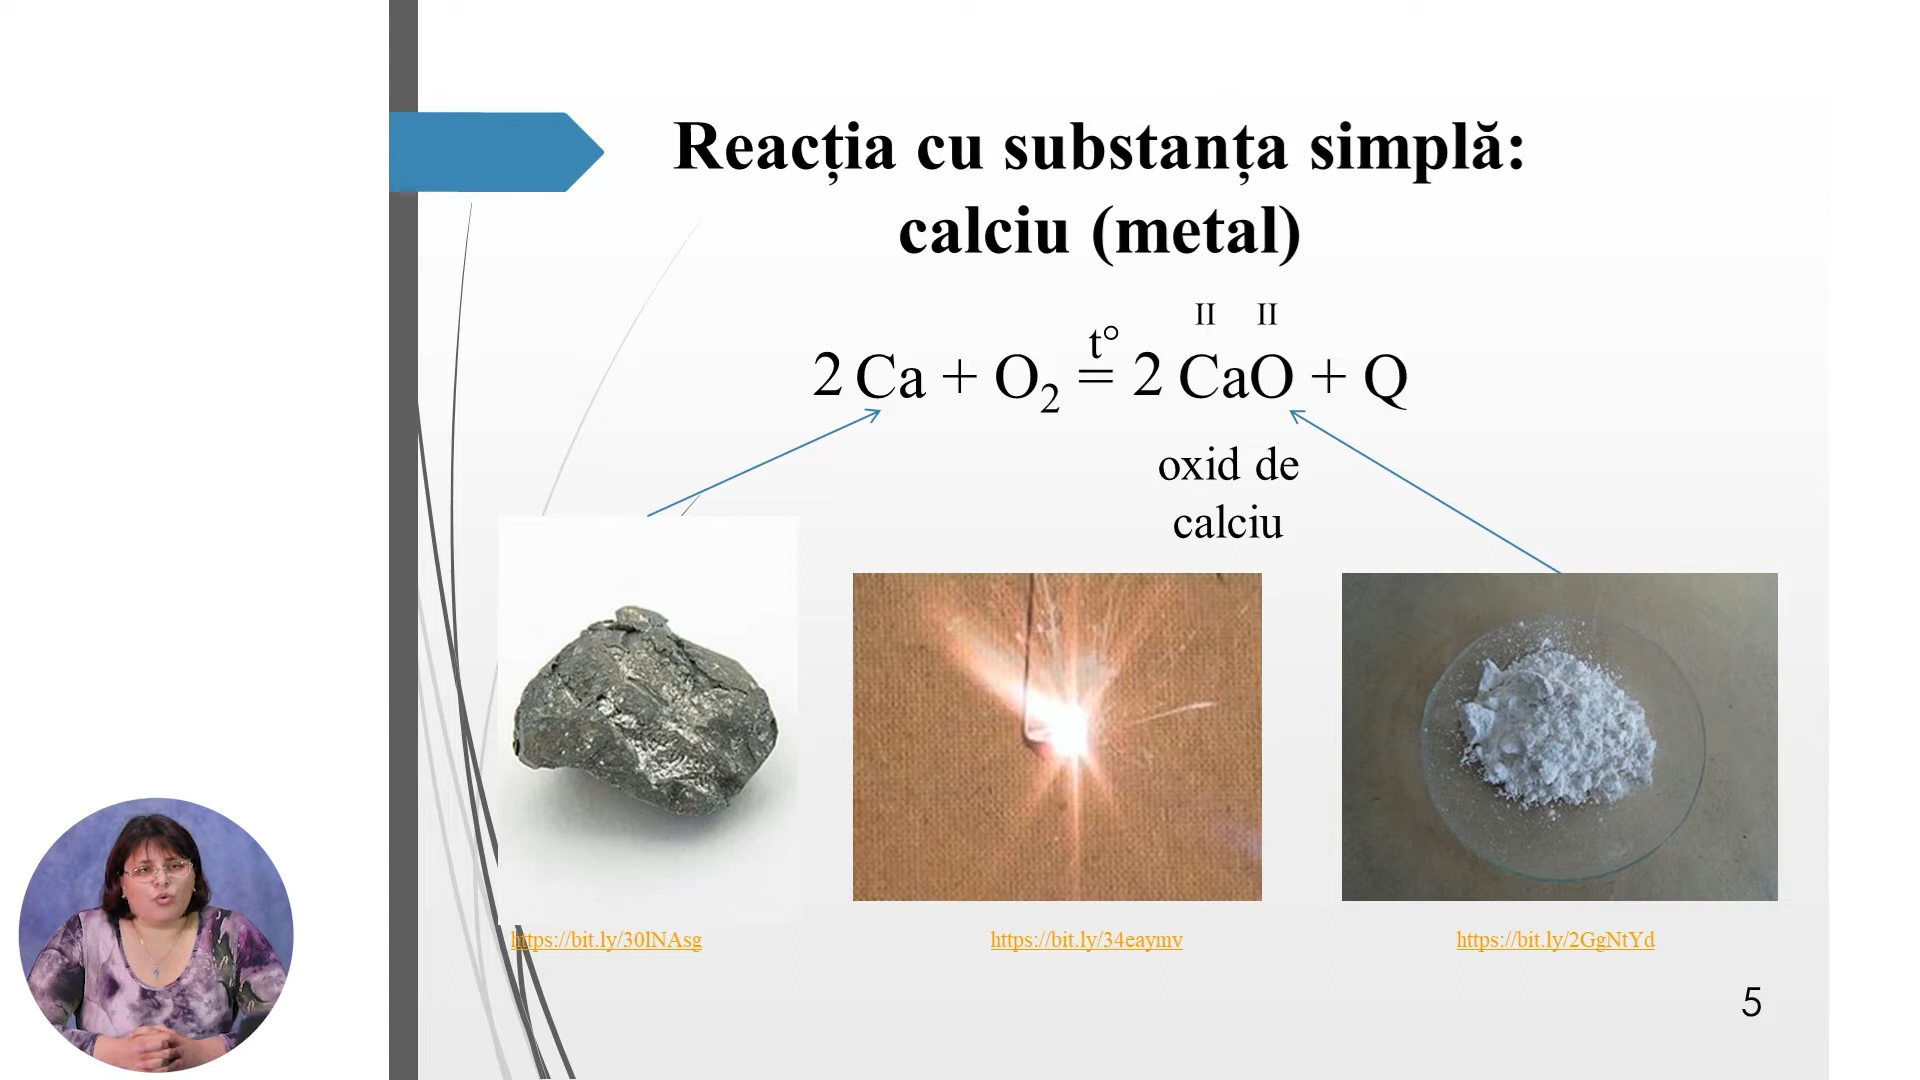 Reacția cu substanța simplă:
calciu (metal)
II II
t°
2 Ca + O₂ = 2 CaO + Q
oxid de
calciu
https://bit.ly/30lNAsg
https://bit.ly/34eaymv
https://bit.ly/2GgNtYd
5